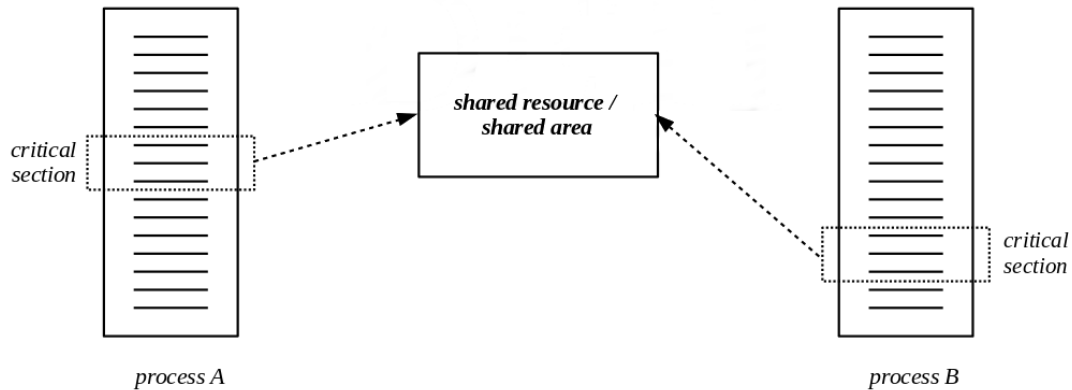 shared resource /
shared area
critical
section
critical
section
process A
process B